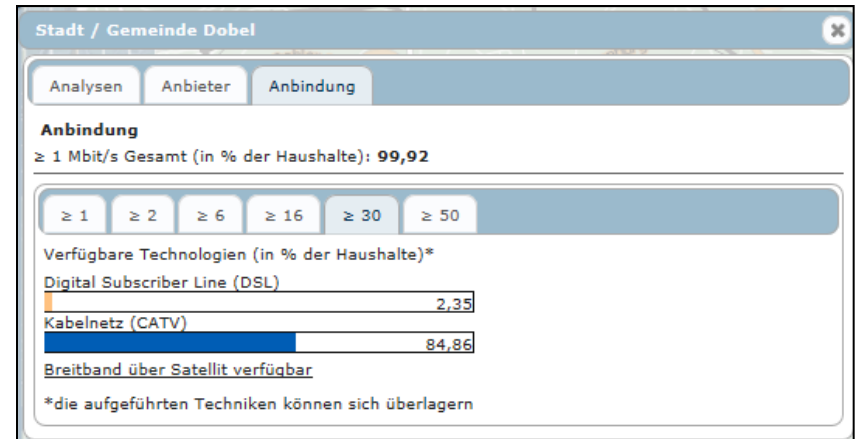 Stadt / Gemeinde Dobel
Analysen Anbieter Anbindung
Anbindung
≥ 1 Mbit/s Gesamt (in % der Haushalte): 99,92
≥ 1 ≥ 2 ≥ 6 ≥ 16 ≥ 30 ≥ 50
Verfügbare Technologien (in % der Haushalte)*
Digital Subscriber Line (DSL)
2,35
Kabelnetz (CATV)
84,86
Breitband über Satellit verfügbar
*die aufgeführten Techniken können sich überlagern